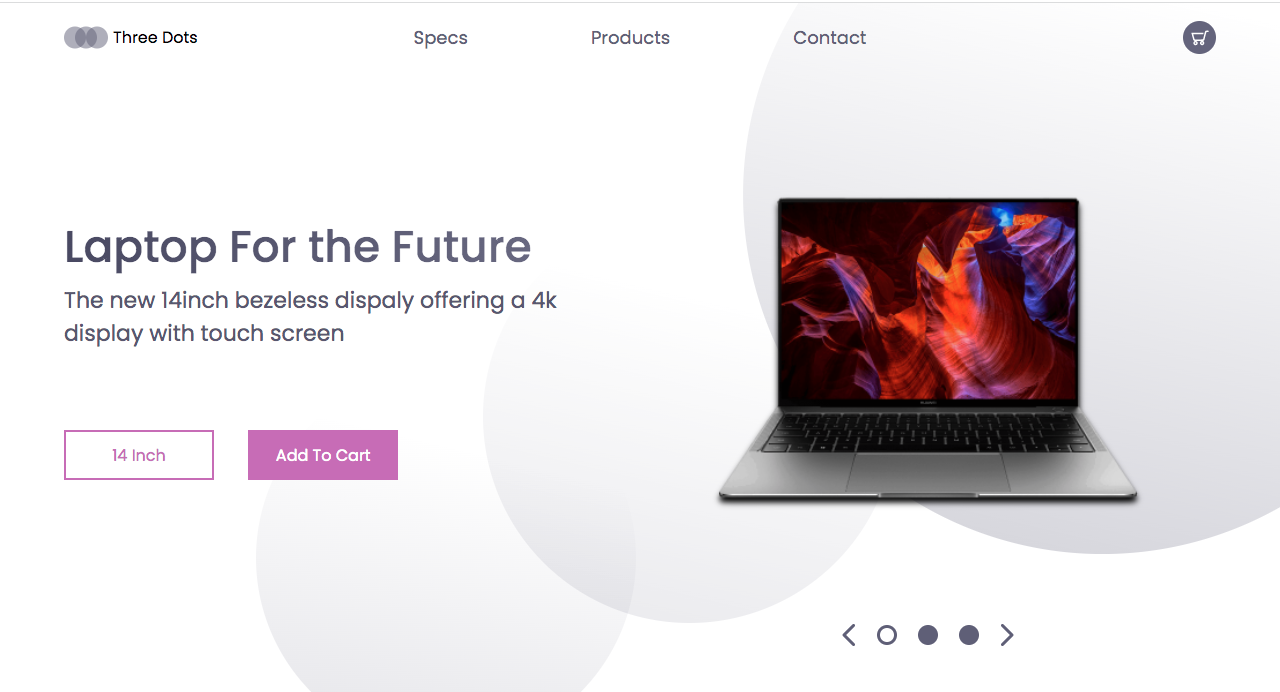 Three Dots
Specs
Products
Contact
Laptop For the Future
The new 14inch bezeless dispaly offering a 4k
display with touch screen
14 Inch
Add To Cart